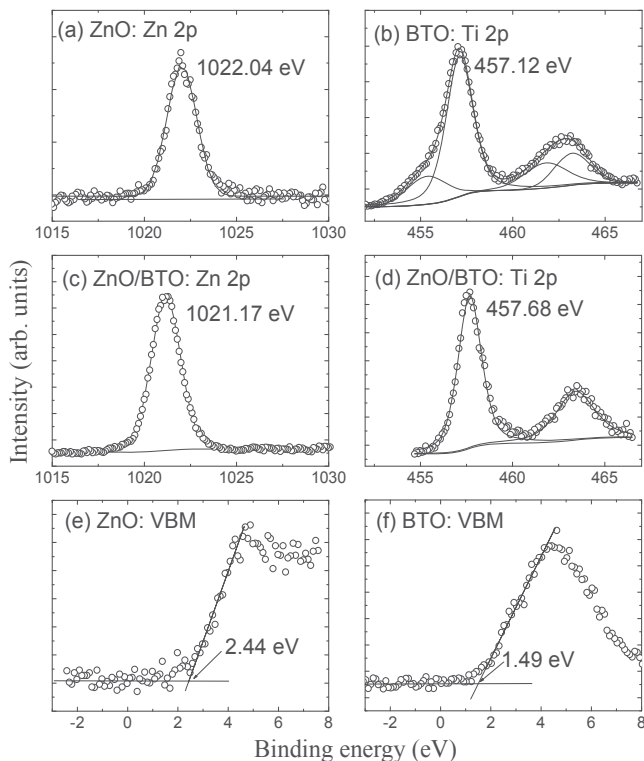 (a) ZnO: Zn 2p
(b) BTO: Ti 2p
1022.04 eV
457.12 eV
1015 1020 1025 1030
455 460 465
(c) ZnO/BTO: Zn 2p
(d) ZnO/BTO: Ti 2p
1021.17 eV
457.68 eV
1015 1020 1025 1030
455 460 465
(e) ZnO: VBM
(f) BTO: VBM
2.44 eV
1.49 eV
-2 0 2 4 6 8
-2 0 2 4 6 8
Binding energy (eV)
Intensity (arb. units)